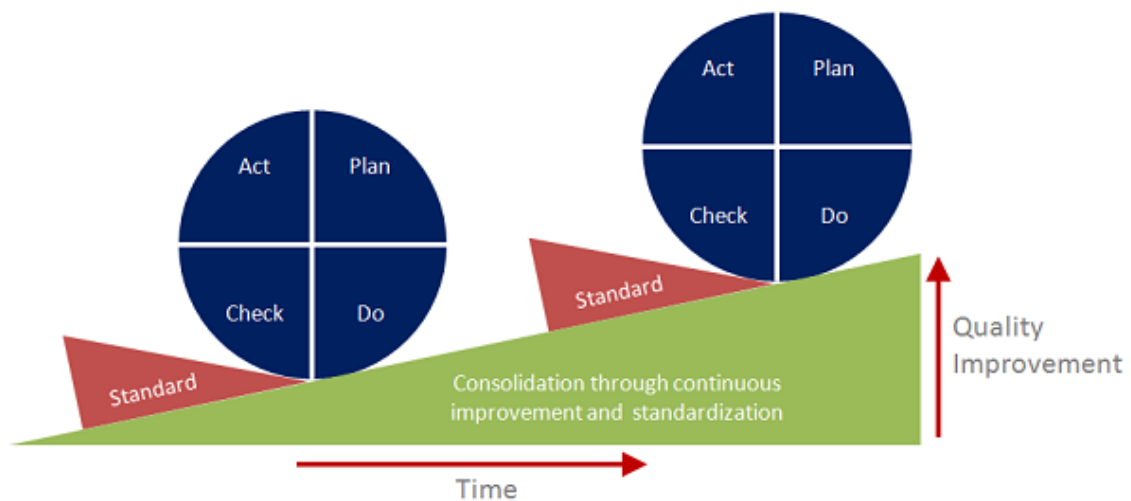 Act
Plan
Check
Do
Standard
Act
Plan
Check
Do
Standard
Consolidation through continuous
improvement and standardization
Quality
Improvement
Time